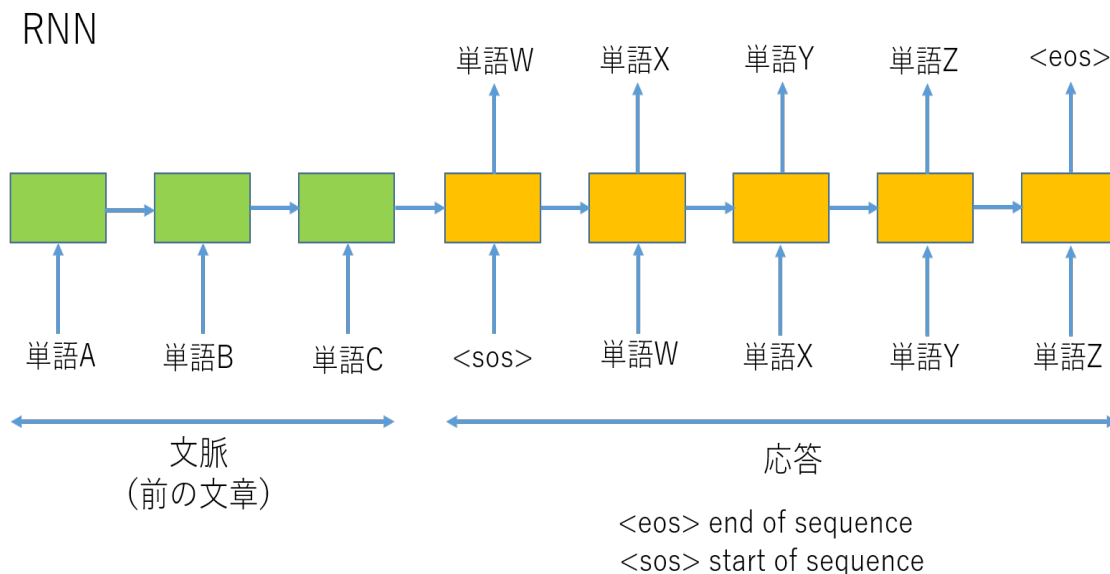 RNN
単語W 単語X 単語Y 単語Z <eos>
単語A 単語B 単語C <sos> 単語W 単語X 単語Y 単語Z
文脈
(前の文章)
応答
<eos> end of sequence
<sos> start of sequence